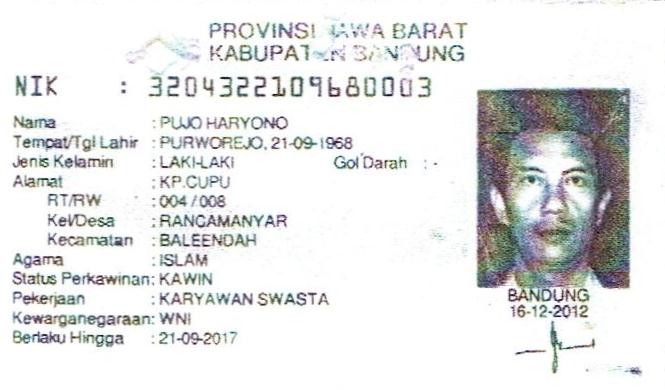 PROVINSI JAWA BARAT
KABUPATEN BANDUNG
NIK : 3204322109680003
Nama : PUJO HARYONO
Tempat/Tgl Lahir : PURWOREJO, 21-09-1968
Jenis Kelamin : LAKI-LAKI Gol Darah : -
Alamat : KP.CUPU
RT/RW : 004 / 008
Kel/Desa : RANCAMANYAR
Kecamatan : BALEENDAH
Agama : ISLAM
Status Perkawinan: KAWIN
Pekerjaan : KARYAWAN SWASTA
Kewarganegaraan: WNI
Berlaku Hingga : 21-09-2017
BANDUNG
16-12-2012